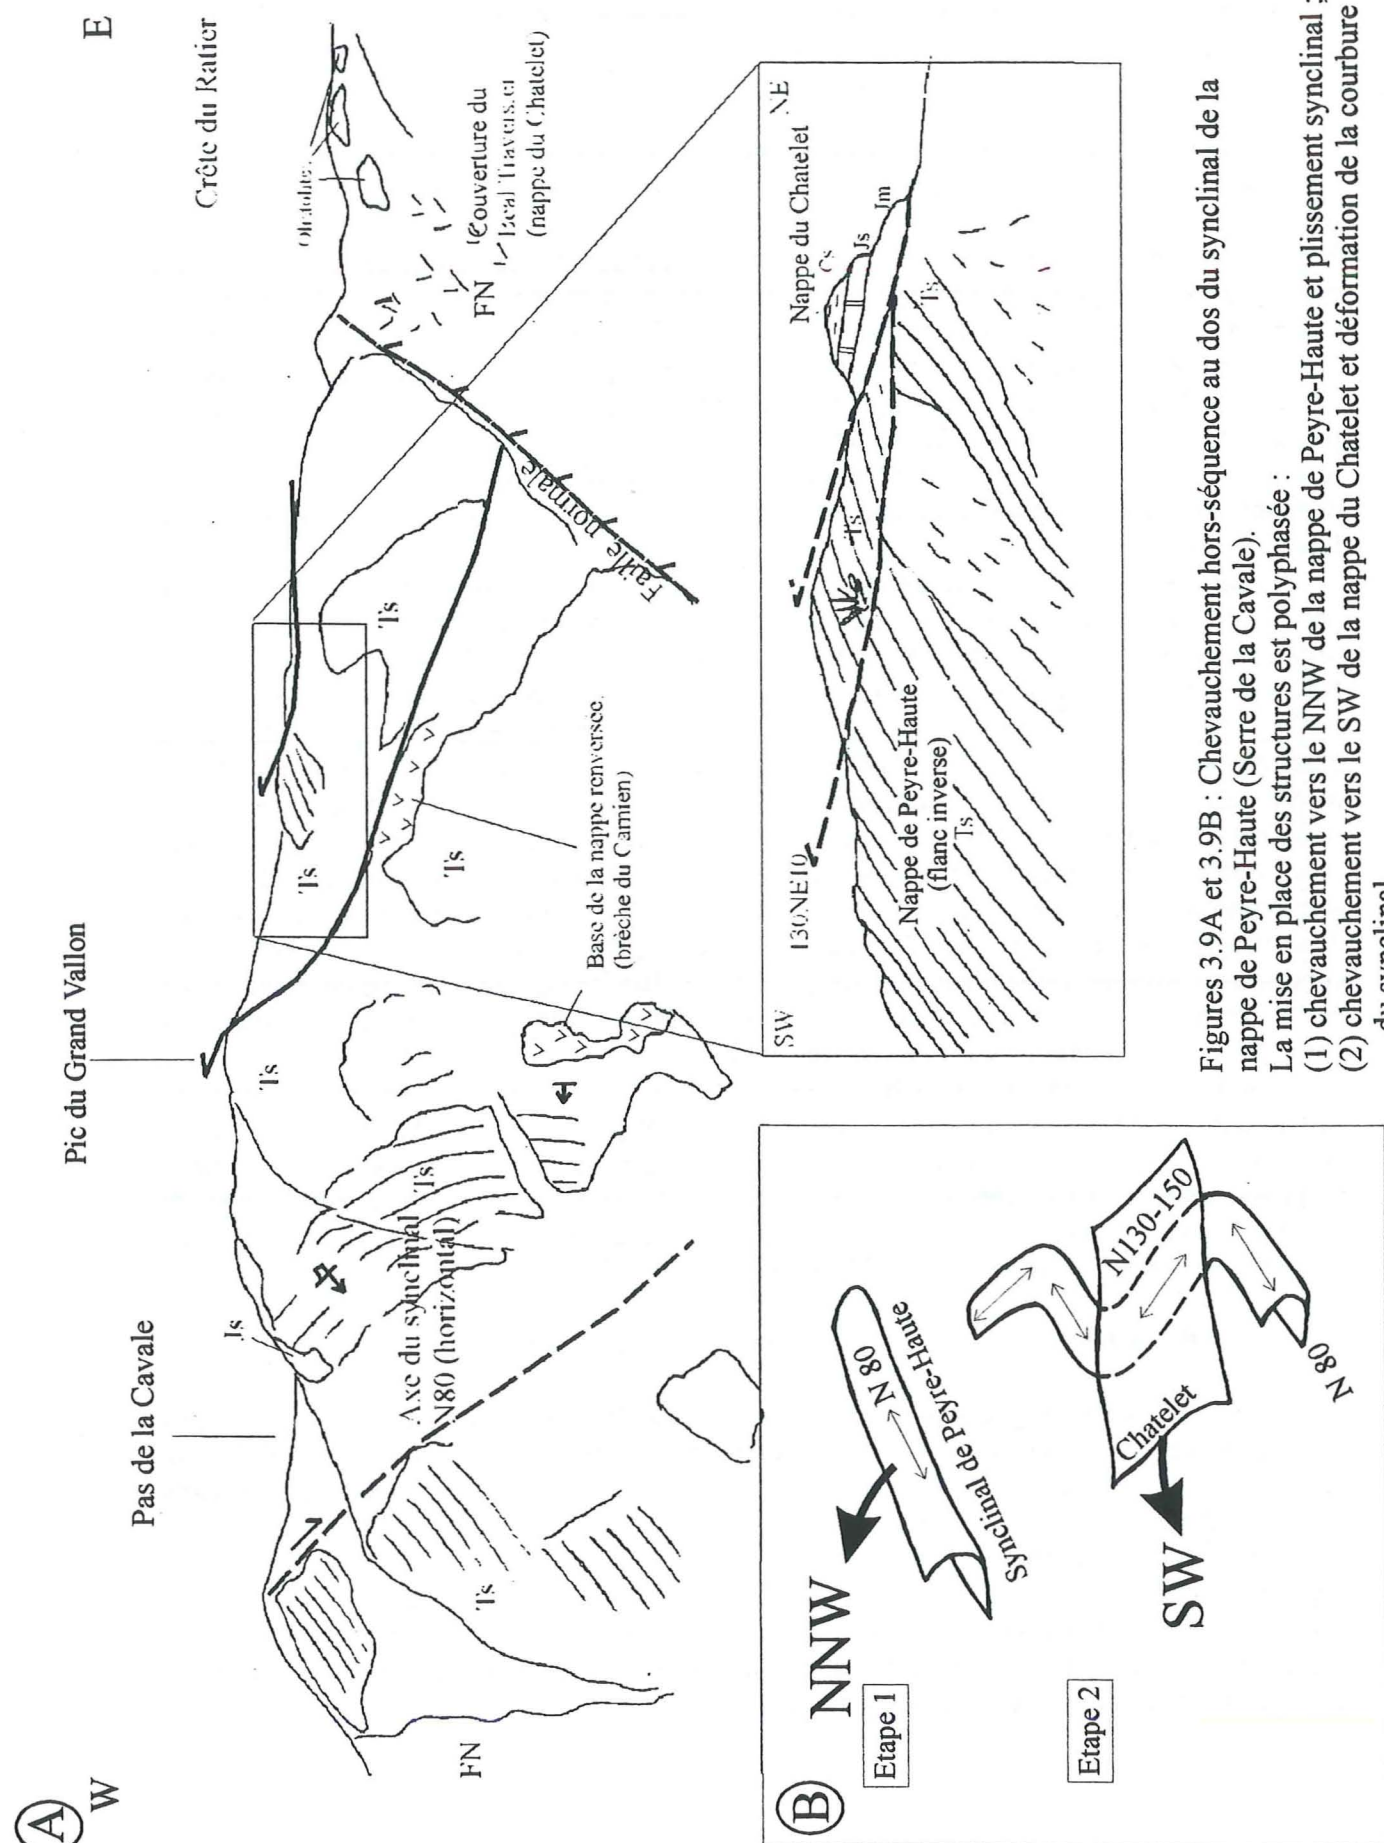 A
W
E
Pic du Grand Vallon
Pas de la Cavale
Crête du Ratier
Js
Ts
Ts
Ts
Ts
Ts
Ts
Axe du synclinal
N80 (horizontal)
FN
Faille normale
FN
Couverture du
(nappe du Chatelet)
Base de la nappe renversée
(brèche du Carnien)
SW
NE
130NE10
Nappe du Chatelet
Cs
Js
Jm
Ts
Ts
Nappe de Peyre-Haute
(flanc inverse)
Ts
B
NNW
Etape 1
N 80
Synclinal de Peyre-Haute
Etape 2
N130-150
Chatelet
SW
N 80
Figures 3.9A et 3.9B : Chevauchement hors-séquence au dos du synclinal de la
nappe de Peyre-Haute (Serre de la Cavale).
La mise en place des structures est polyphasée :
(1) chevauchement vers le NNW de la nappe de Peyre-Haute et plissement synclinal ;
(2) chevauchement vers le SW de la nappe du Chatelet et déformation de la courbure
du synclinal